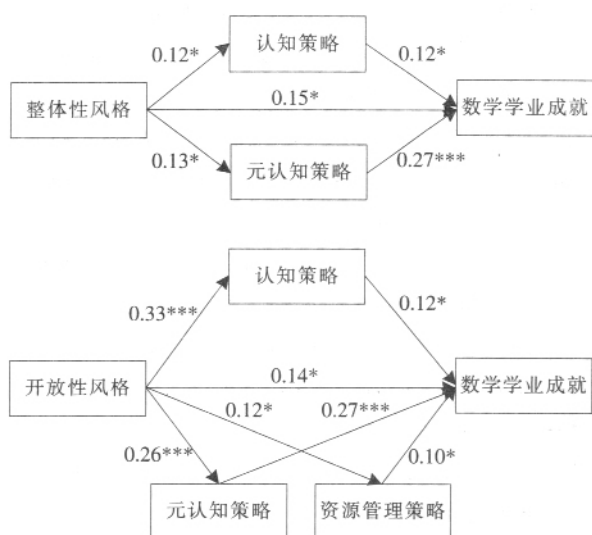 认知策略
0.12*
0.12*
整体性风格
0.15*
数学学业成就
0.13*
元认知策略
0.27***
认知策略
0.33***
0.12*
开放性风格
0.14*
数学学业成就
0.12*
0.27***
0.26***
0.10*
元认知策略
资源管理策略